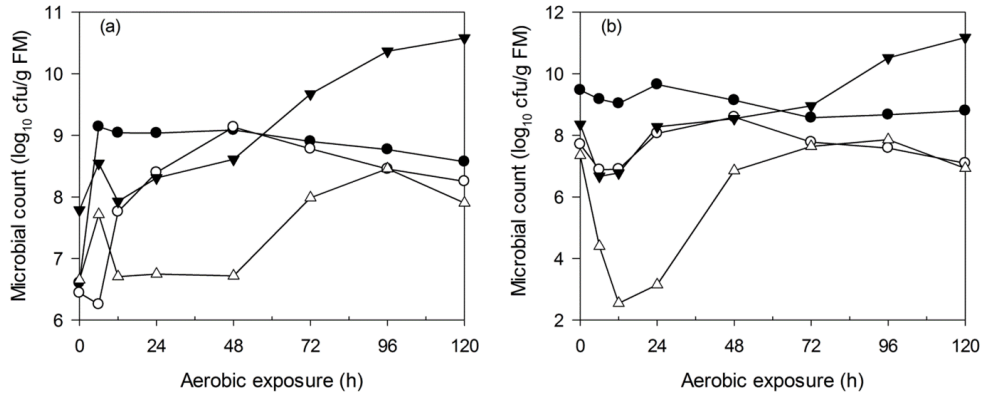 (a)
Microbial count (log10 cfu/g FM)
11
10
9
8
7
6
0 24 48 72 96 120
Aerobic exposure (h)
(b)
Microbial count (log10 cfu/g FM)
12
10
8
6
4
2
0 24 48 72 96 120
Aerobic exposure (h)